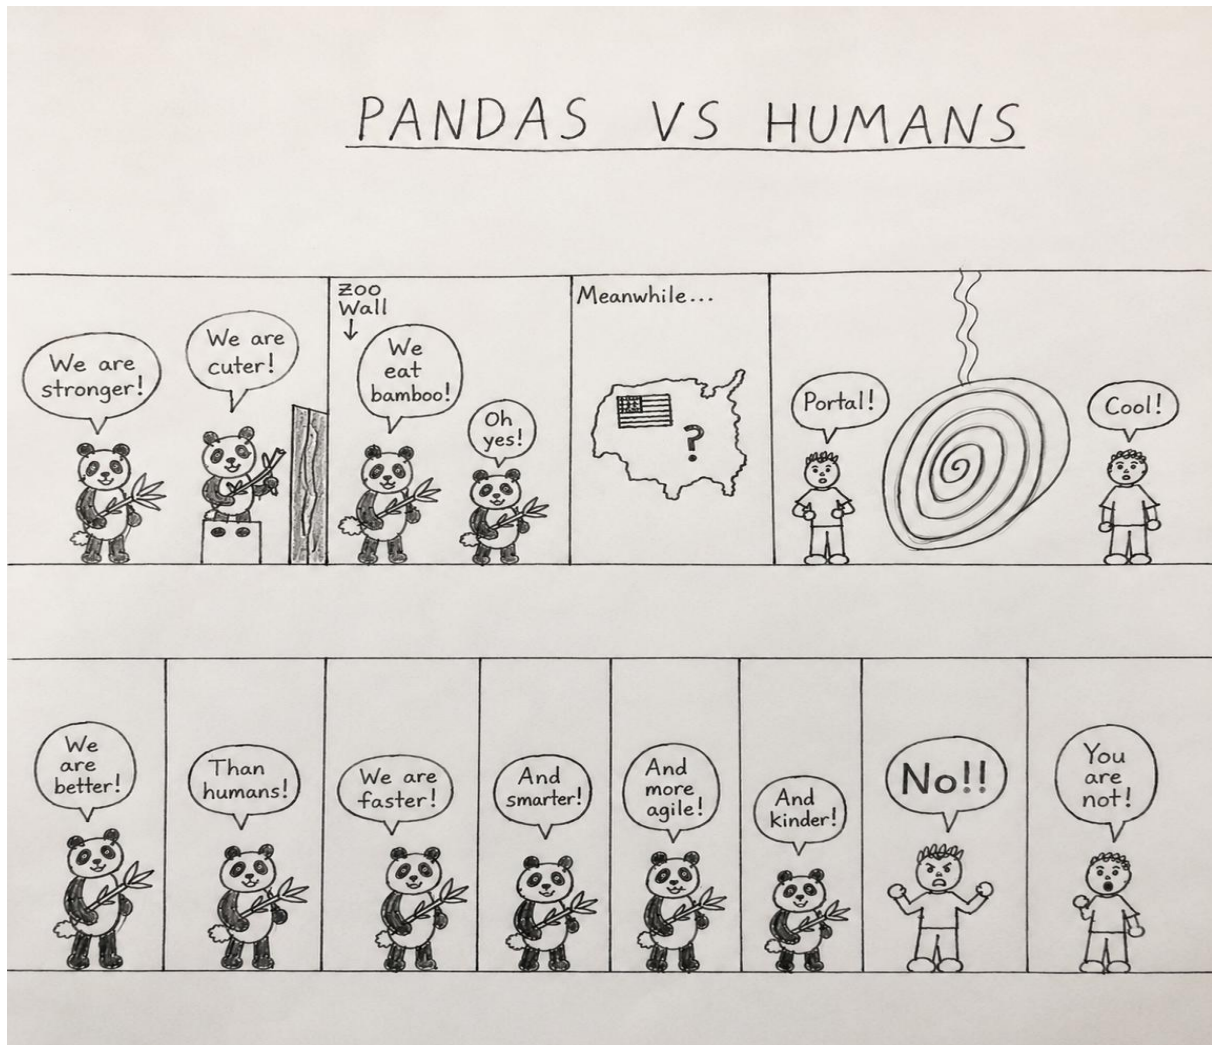 PANDAS VS HUMANS
We are
stronger!
We are
cuter!
Zoo
Wall
We
eat
bamboo!
Oh
yes!
Meanwhile...
?
Portal!
Cool!
We
are
better!
Than
humans!
We are
faster!
And
smarter!
And
more
agile!
And
kinder!
No!!
You
are
not!